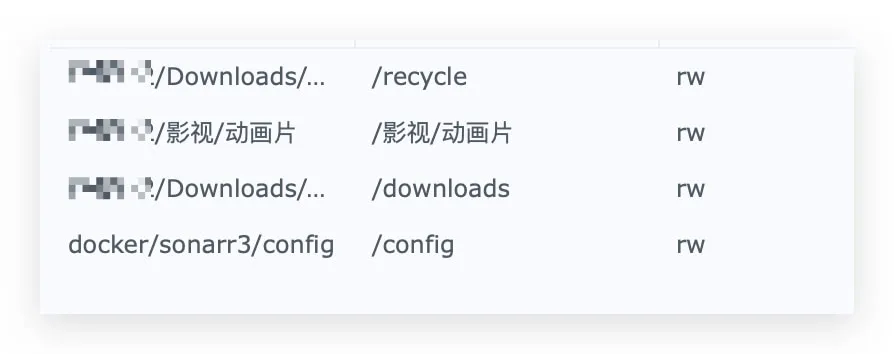 /Downloads/... /recycle rw
/影视/动画片 /影视/动画片 rw
/Downloads/... /downloads rw
docker/sonarr3/config /config rw